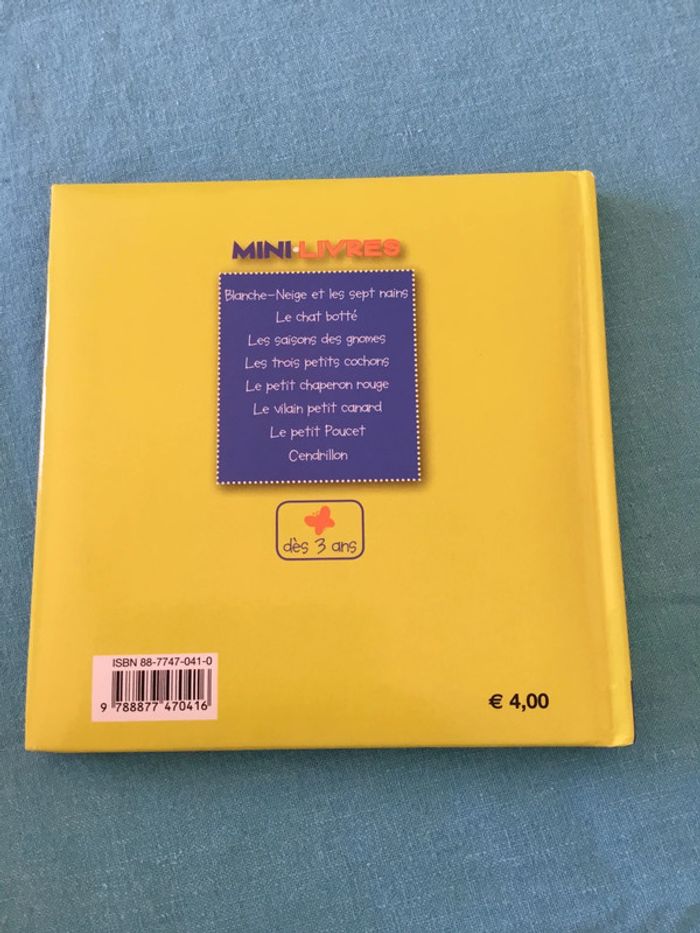 MINI•LIVRES
Blanche-Neige et les sept nains
Le chat botté
Les saisons des gnomes
Les trois petits cochons
Le petit chaperon rouge
Le vilain petit canard
Le petit Poucet
Cendrillon
dès 3 ans
ISBN 88-7747-041-0
9 788877 470416
€ 4,00